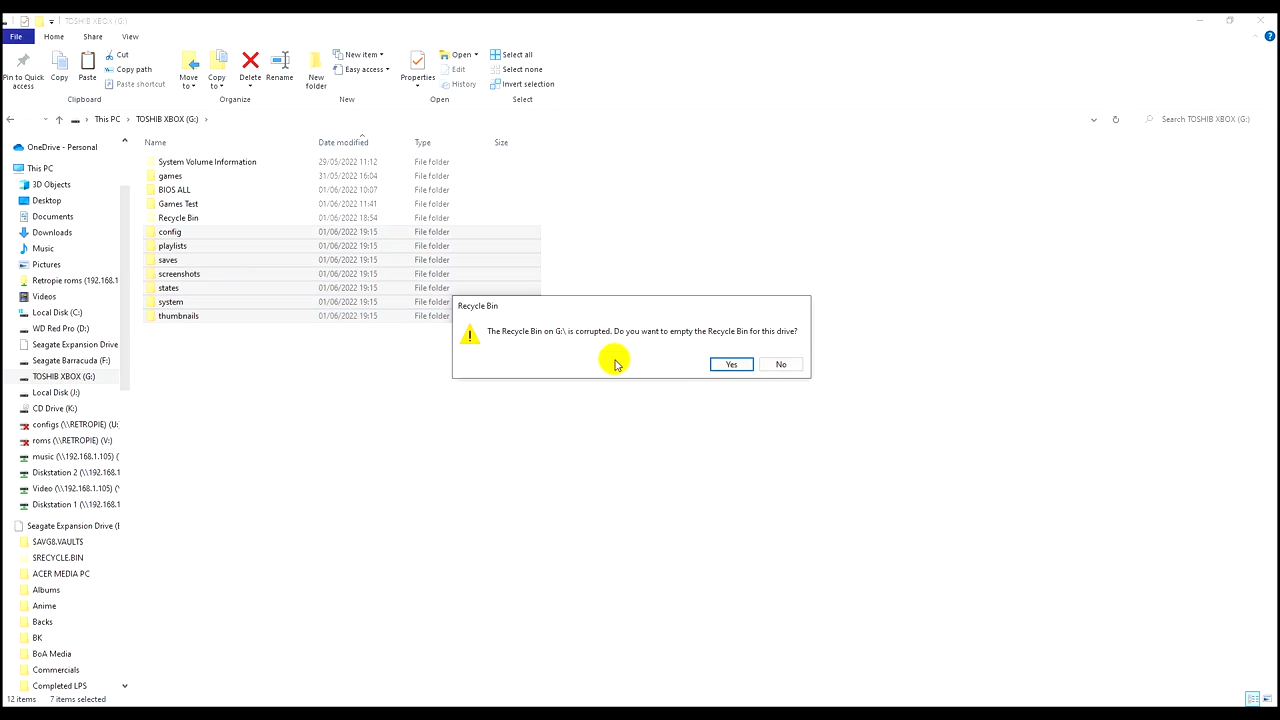 TOSHIB XBOX (G:)
File
Home
Share
View
Pin to Quick access
Copy
Paste
Cut
Copy path
Paste shortcut
Clipboard
Move to
Copy to
Delete
Rename
Organize
New folder
New item
Easy access
New
Properties
Open
Edit
History
Open
Select all
Select none
Invert selection
Select
This PC
TOSHIB XBOX (G:)
Search TOSHIB XBOX (G:)
OneDrive - Personal
This PC
3D Objects
Desktop
Documents
Downloads
Music
Pictures
Retropie roms (192.168.1
Videos
Local Disk (C:)
WD Red Pro (D:)
Seagate Expansion Drive
Seagate Barracuda (F:)
TOSHIB XBOX (G:)
Local Disk (J:)
CD Drive (K:)
configs (\\RETROPIE) (U:
roms (\\RETROPIE) (V:)
music (\\192.168.1.105) (
Diskstation 2 (\\192.168.1
Video (\\192.168.1.105) (
Diskstation 1 (\\192.168.1
Seagate Expansion Drive (E
SAVG8.VAULTS
SRECYCLE.BIN
ACER MEDIA PC
Albums
Anime
Backs
BK
BoA Media
Commercials
Completed LPS
Name Date modified Type Size
System Volume Information 29/05/2022 11:12 File folder
games 31/05/2022 16:04 File folder
BIOS ALL 01/06/2022 10:07 File folder
Games Test 01/06/2022 11:41 File folder
Recycle Bin 01/06/2022 18:54 File folder
config 01/06/2022 19:15 File folder
playlists 01/06/2022 19:15 File folder
saves 01/06/2022 19:15 File folder
screenshots 01/06/2022 19:15 File folder
states 01/06/2022 19:15 File folder
system 01/06/2022 19:15 File folder
thumbnails 01/06/2022 19:15 File folder
Recycle Bin
The Recycle Bin on G:\ is corrupted. Do you want to empty the Recycle Bin for this drive?
Yes
No
12 items 7 items selected